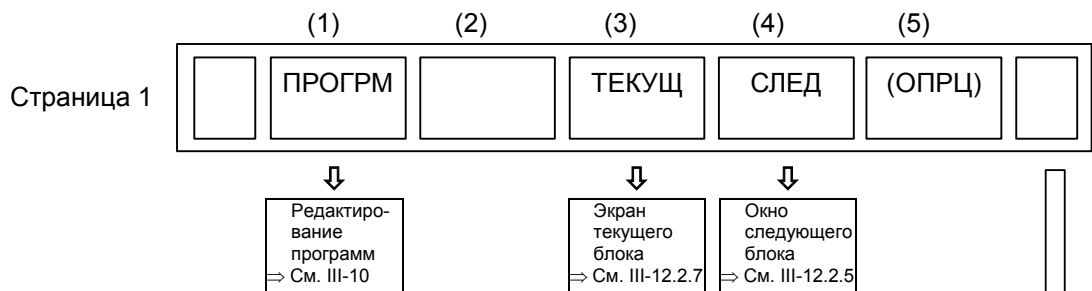 (1) (2) (3) (4) (5)
Страница 1 ПРОГРМ ТЕКУЩ СЛЕД (ОПРЦ)
Редактиро-
вание
программ
⇒ См. III-10
Экран
текущего
блока
⇒ См. III-12.2.7
Окно
следующего
блока
⇒ См. III-12.2.5